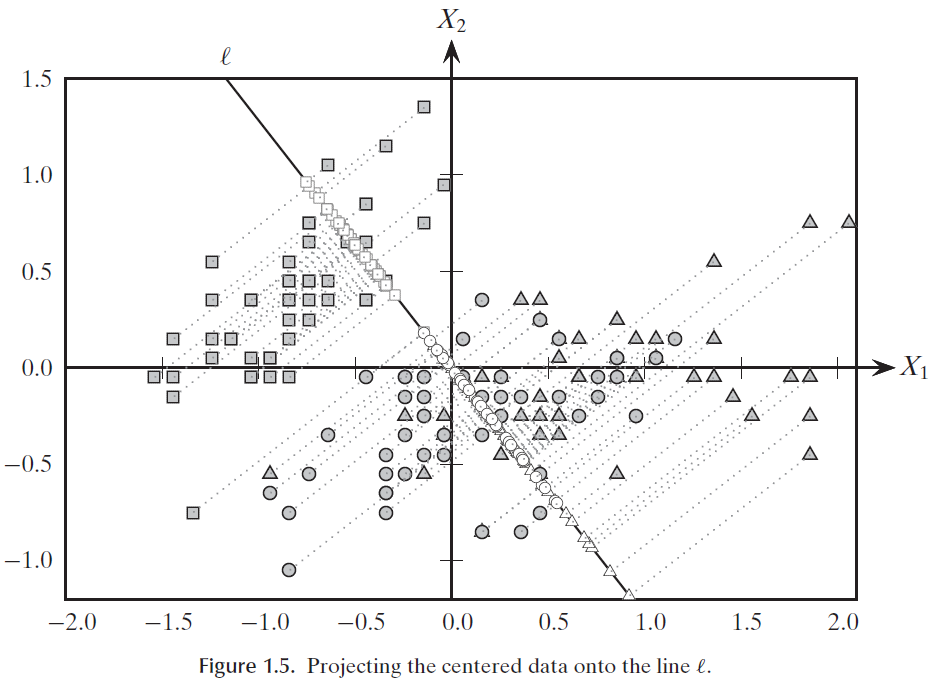 X2
ℓ
1.5
1.0
0.5
0.0
X1
−0.5
−1.0
−2.0 −1.5 −1.0 −0.5 0.0 0.5 1.0 1.5 2.0
Figure 1.5. Projecting the centered data onto the line ℓ.